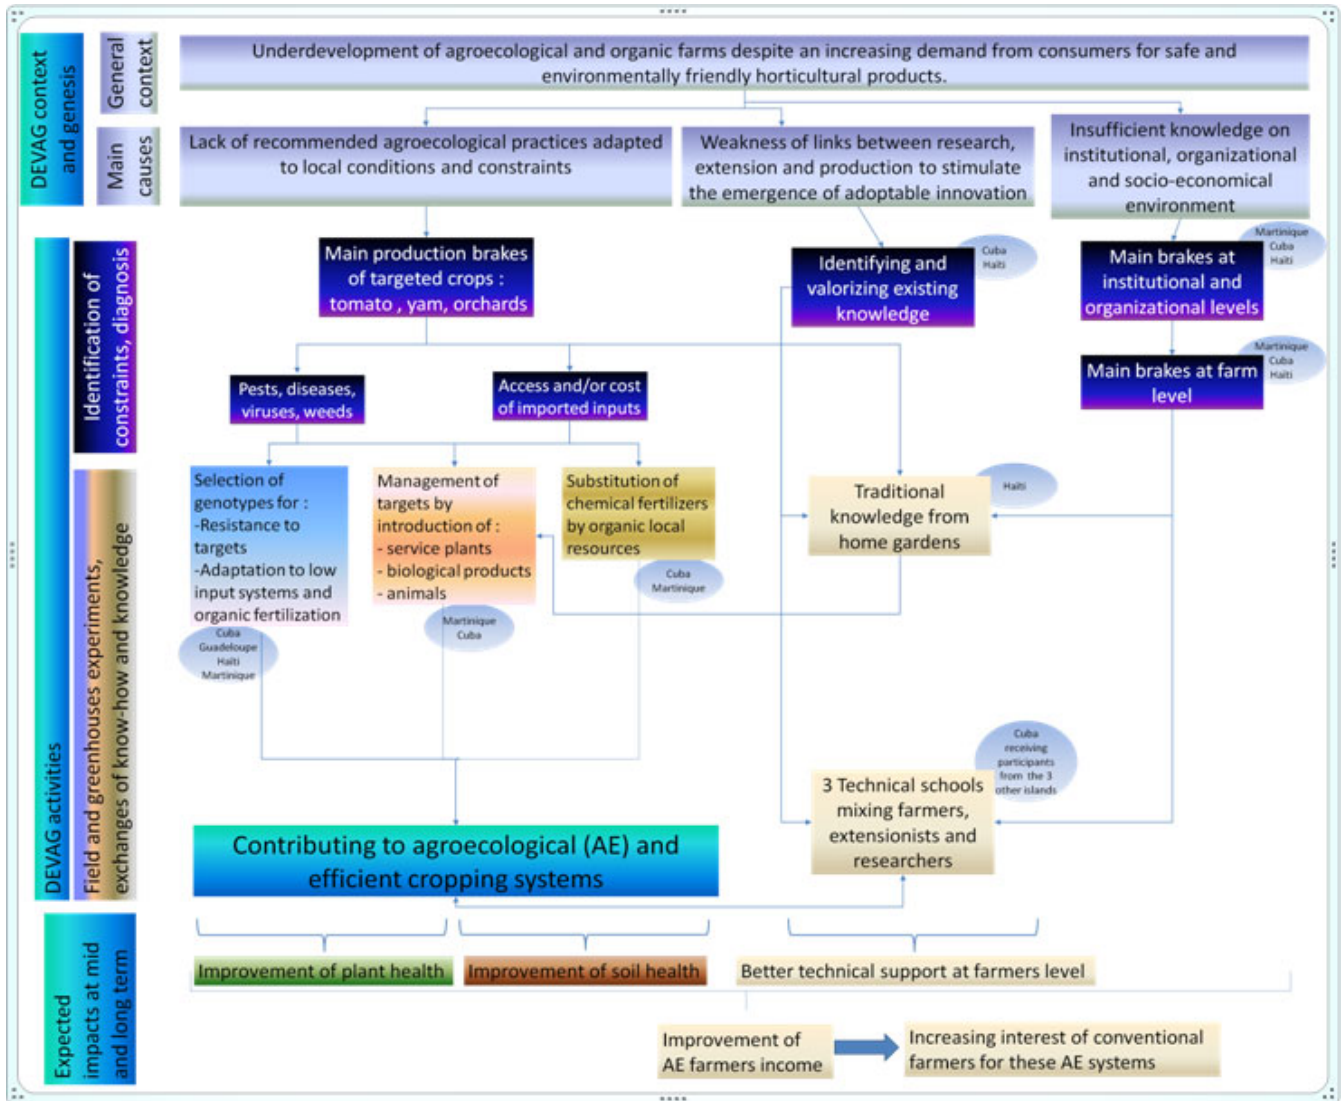 DEVAG context
and genesis
General
context
Underdevelopment of agroecological and organic farms despite an increasing demand from consumers for safe and
environmentally friendly horticultural products.
Main
causes
Lack of recommended agroecological practices adapted
to local conditions and constraints
Weakness of links between research,
extension and production to stimulate
the emergence of adoptable innovation
Insufficient knowledge on
institutional, organizational
and socio-economical
environment
DEVAG activities
Identification of
constraints, diagnosis
Main production brakes
of targeted crops :
tomato , yam, orchards
Identifying and
valorizing existing
knowledge
Cuba
Haïti
Main brakes at
institutional and
organizational levels
Martinique
Cuba
Haïti
Main brakes at farm
level
Martinique
Cuba
Haïti
Pests, diseases,
viruses, weeds
Access and/or cost
of imported inputs
Field and greenhouses experiments,
exchanges of know-how and knowledge
Selection of
genotypes for :
-Resistance to
targets
-Adaptation to low
input systems and
organic fertilization
Cuba
Guadeloupe
Haïti
Martinique
Management of
targets by
introduction of :
- service plants
- biological products
- animals
Martinique
Cuba
Substitution of
chemical fertilizers
by organic local
resources
Cuba
Martinique
Traditional
knowledge from
home gardens
Haïti
3 Technical schools
mixing farmers,
extensionists and
researchers
Cuba
receiving
participants
from the 3
other islands
Contributing to agroecological (AE) and
efficient cropping systems
Expected
impacts at mid
and long term
Improvement of plant health
Improvement of soil health
Better technical support at farmers level
Improvement of
AE farmers income
Increasing interest of conventional
farmers for these AE systems